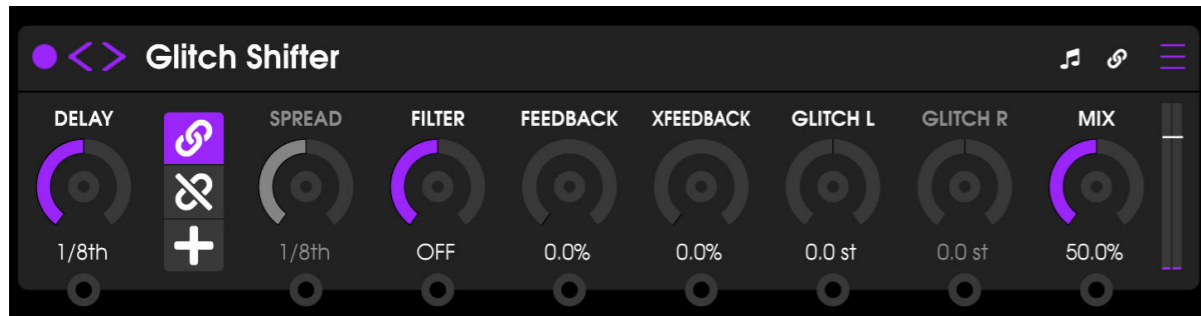 Glitch Shifter
DELAY SPREAD FILTER FEEDBACK XFEEDBACK GLITCH L GLITCH R MIX
1/8th 1/8th OFF 0.0% 0.0% 0.0 st 0.0 st 50.0%